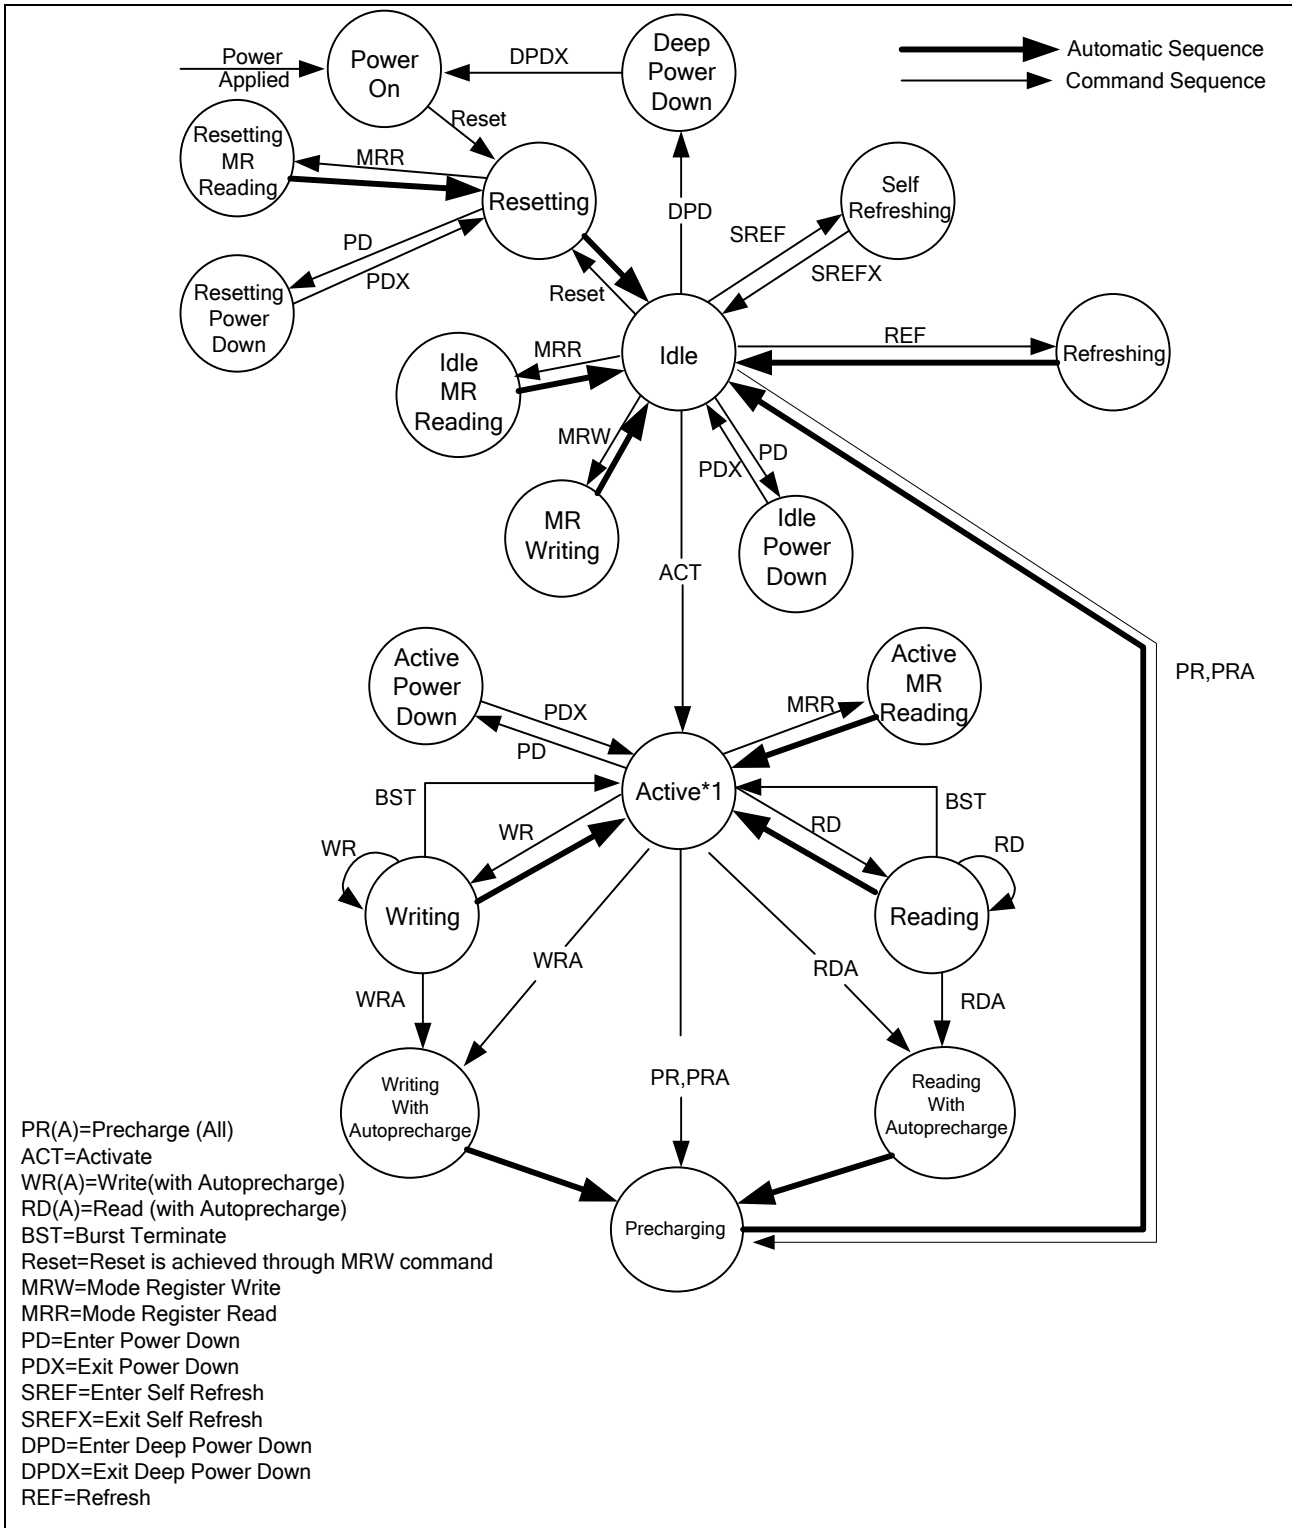 Power
Applied
Power
On
DPDX
Deep
Power
Down
Automatic Sequence
Command Sequence
Reset
Resetting
MR
Reading
MRR
Resetting
DPD
Self
Refreshing
SREF
SREFX
PD
PDX
Resetting
Power
Down
Reset
Idle
REF
Refreshing
MRR
Idle
MR
Reading
MRW
PD
PDX
MR
Writing
Idle
Power
Down
ACT
Active
Power
Down
PDX
PD
MRR
Active
MR
Reading
PR,PRA
Active*1
BST
WR
RD
BST
WR
Writing
RD
Reading
WRA
WRA
RDA
RDA
PR,PRA
Writing
With
Autoprecharge
Reading
With
Autoprecharge
Precharging
PR(A)=Precharge (All)
ACT=Activate
WR(A)=Write(with Autoprecharge)
RD(A)=Read (with Autoprecharge)
BST=Burst Terminate
Reset=Reset is achieved through MRW command
MRW=Mode Register Write
MRR=Mode Register Read
PD=Enter Power Down
PDX=Exit Power Down
SREF=Enter Self Refresh
SREFX=Exit Self Refresh
DPD=Enter Deep Power Down
DPDX=Exit Deep Power Down
REF=Refresh